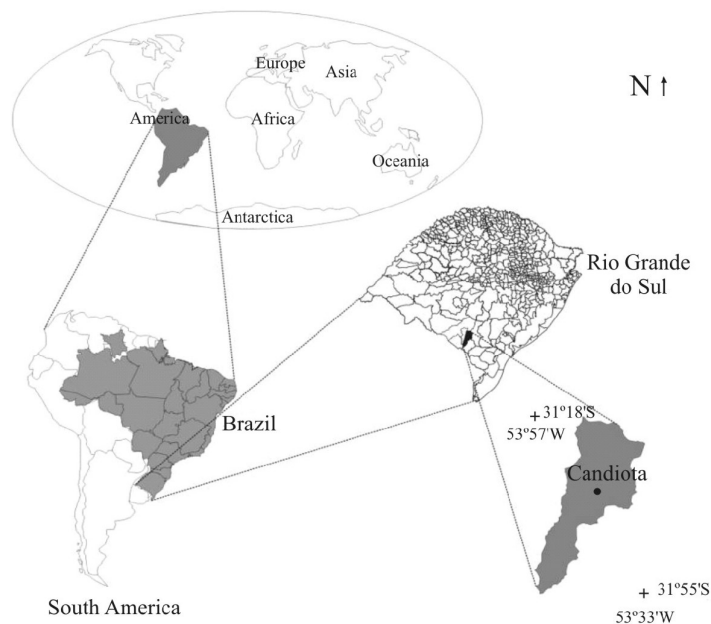 Europe
Asia
N ↑
America
Africa
Oceania
Antarctica
Rio Grande
do Sul
Brazil
31º18'S
53º57'W
Candiota
31º55'S
53º33'W
South America